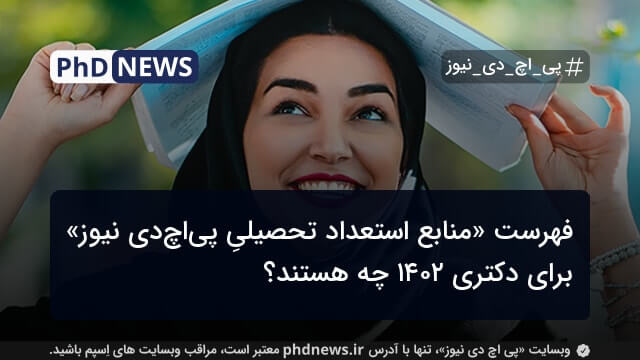 PhD NEWS
#پی_اچ_دی_نیوز
فهرست «منابع استعداد تحصیلیِ پی‌اچ‌دی نیوز»
برای دکتری ۱۴۰۲ چه هستند؟
وبسایت «پی اچ دی نیوز»، تنها با آدرس phdnews.ir معتبر است، مراقب وبسایت های اِسپم باشید.